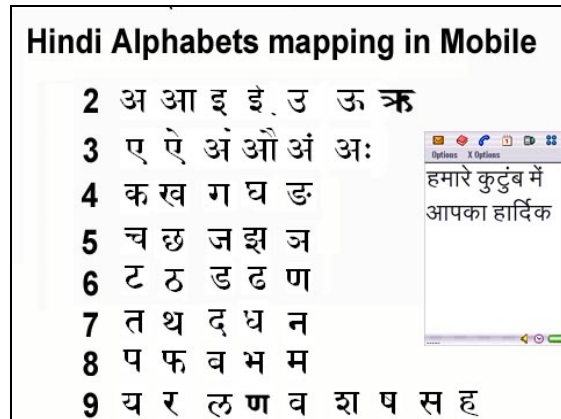 Hindi Alphabets mapping in Mobile
2 अ आ इ ई उ ऊ ऋ
3 ए ऐ अं औ अं अः
4 क ख ग घ ङ
5 च छ ज झ ञ
6 ट ठ ड ढ ण
7 त थ द ध न
8 प फ व भ म
9 य र ल ण व श ष स ह
Options X Options
हमारे कुटुंब में
आपका हार्दिक